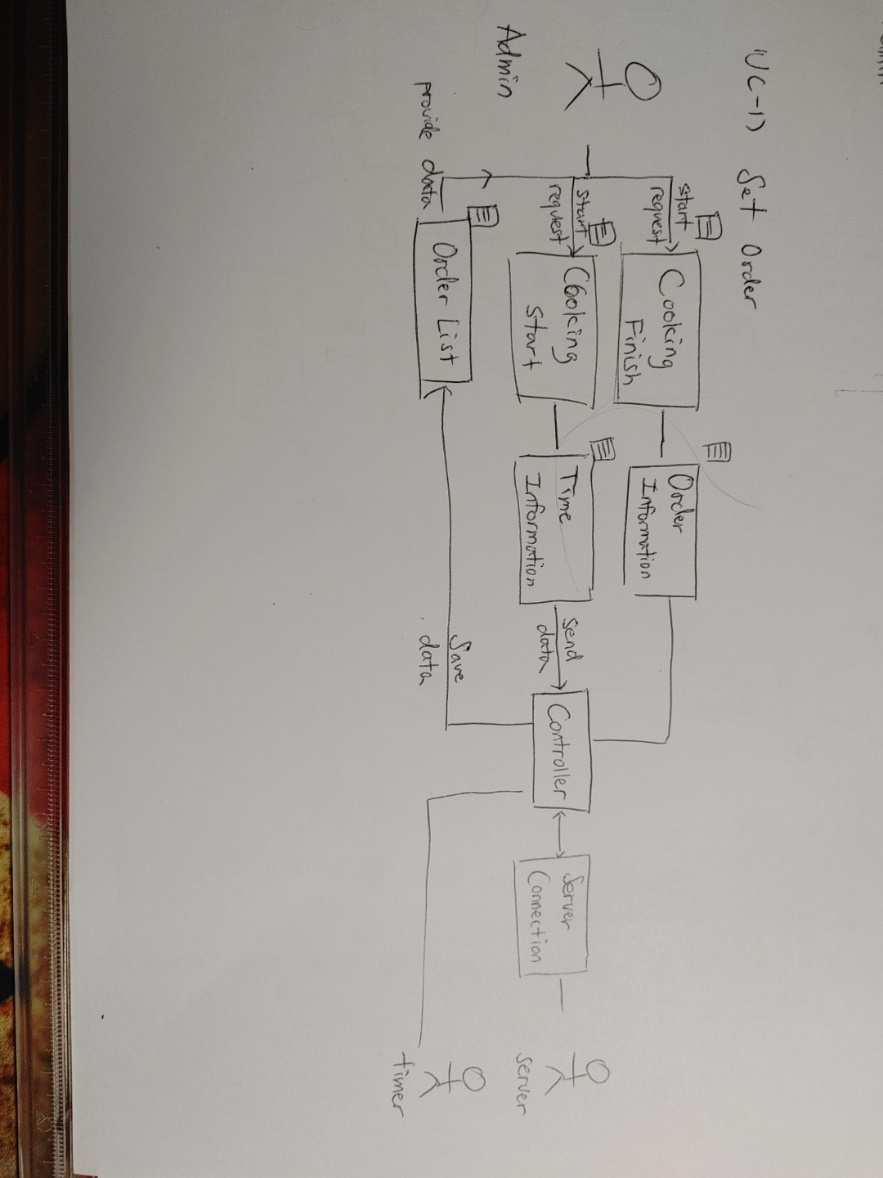 UC-1) Set Order
start
request
Cooking
Finish
Order
Information
start
request
Cooking
Start
Time
Information
send
data
Controller
Server
Connection
server
Admin
provide data
Order List
Save
data
timer